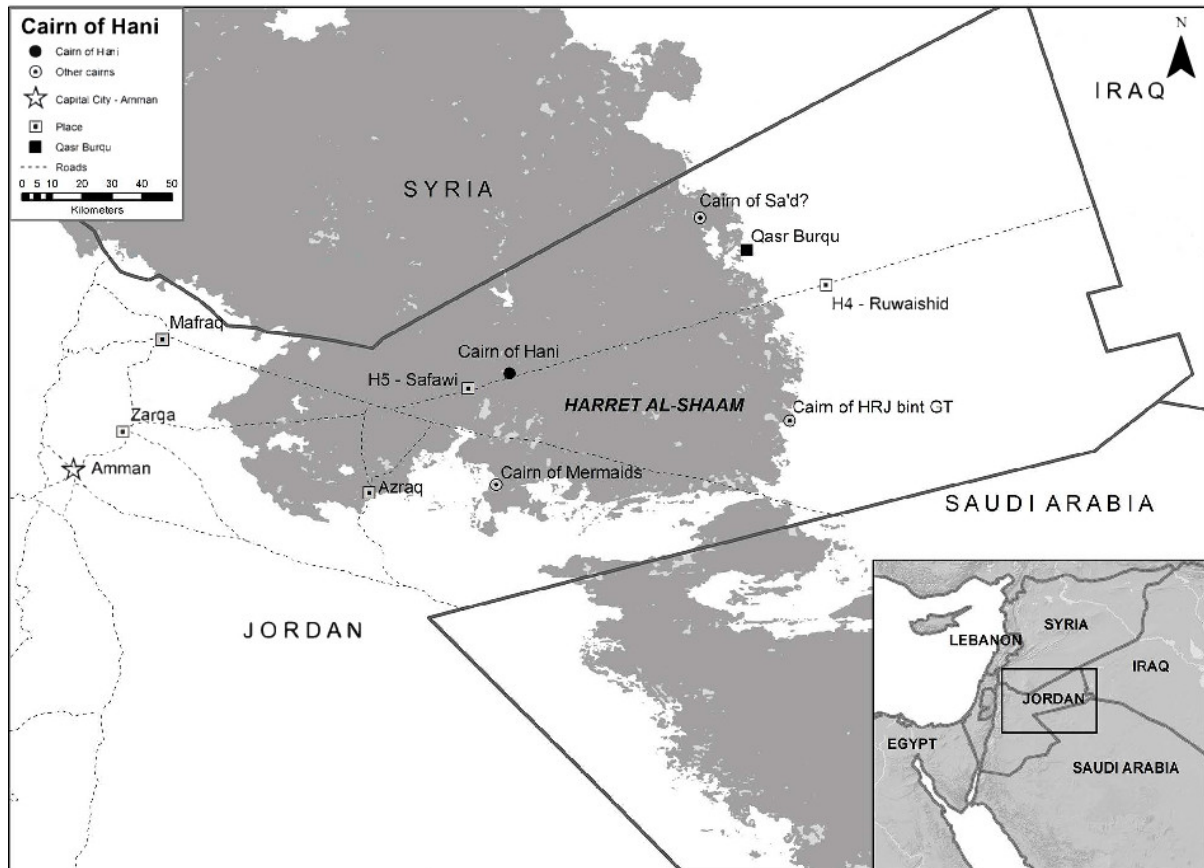 Cairn of Hani
Cairn of Hani
Other cairns
Capital City - Amman
Place
Qasr Burqu
Roads
0 5 10 20 30 40 50
Kilometers
N
IRAQ
SYRIA
Cairn of Sa'd?
Qasr Burqu
H4 - Ruwaishid
Mafraq
Cairn of Hani
H5 - Safawi
HARRET AL-SHAAM
Cairn of HRJ bint GT
Zarqa
Amman
Azraq
Cairn of Mermaids
SAUDI ARABIA
JORDAN
SYRIA
LEBANON
IRAQ
JORDAN
EGYPT
SAUDI ARABIA